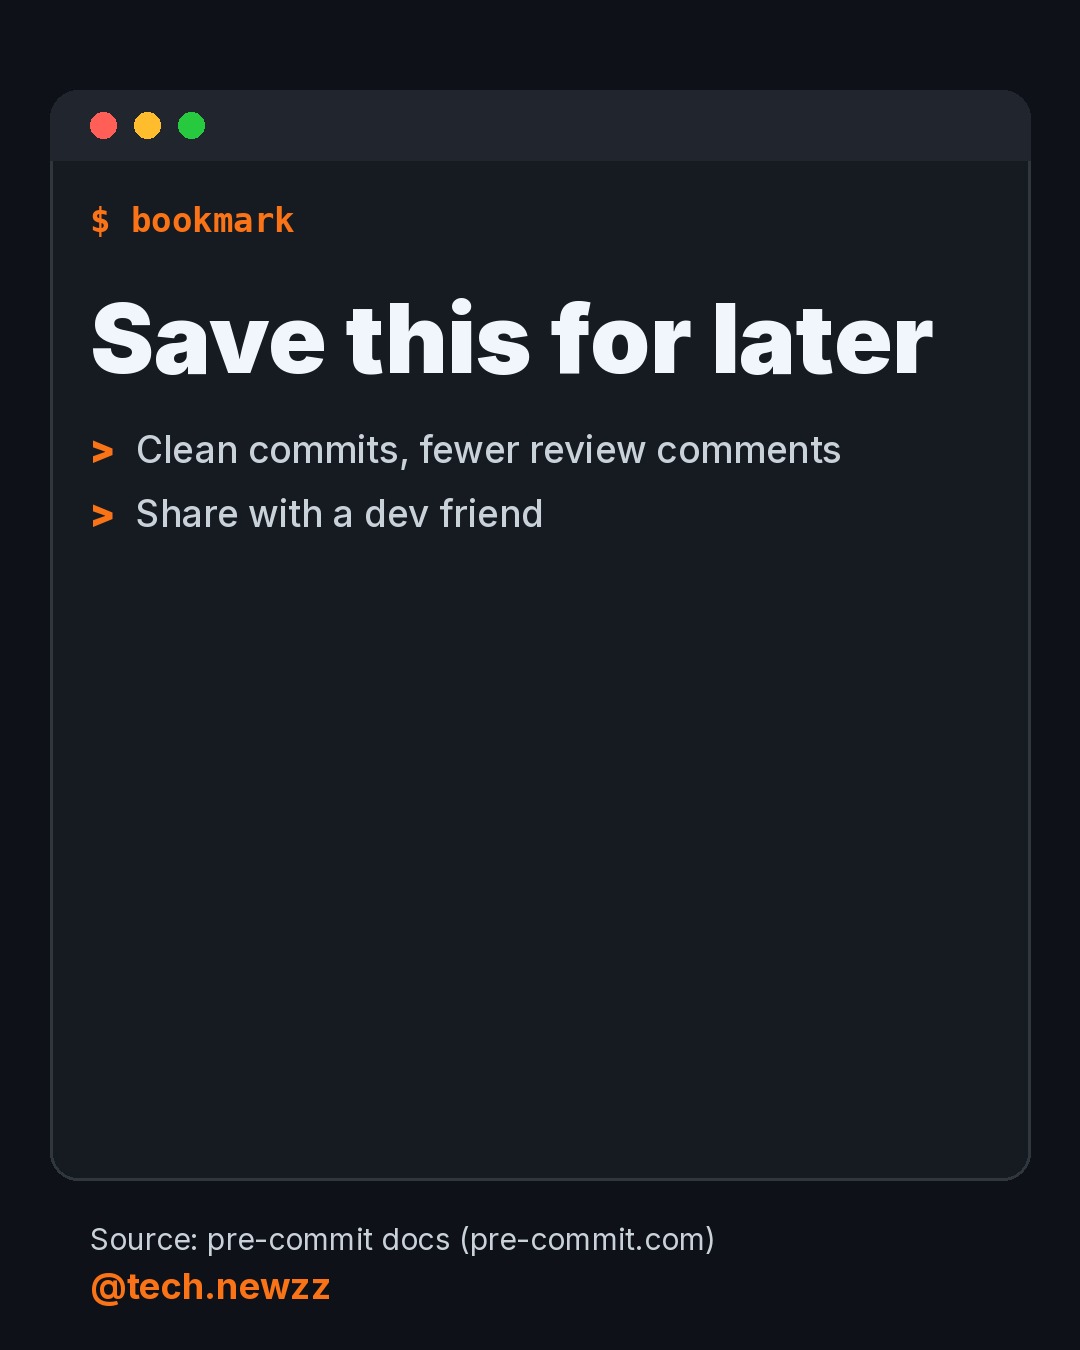 $ bookmark
Save this for later
> Clean commits, fewer review comments
> Share with a dev friend
Source: pre-commit docs (pre-commit.com)
@tech.newzz